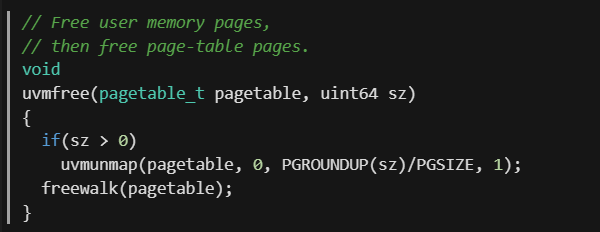 // Free user memory pages,
// then free page-table pages.
void
uvmfree(pagetable_t pagetable, uint64 sz)
{
  if(sz > 0)
    uvmunmap(pagetable, 0, PGROUNDUP(sz)/PGSIZE, 1);
  freewalk(pagetable);
}